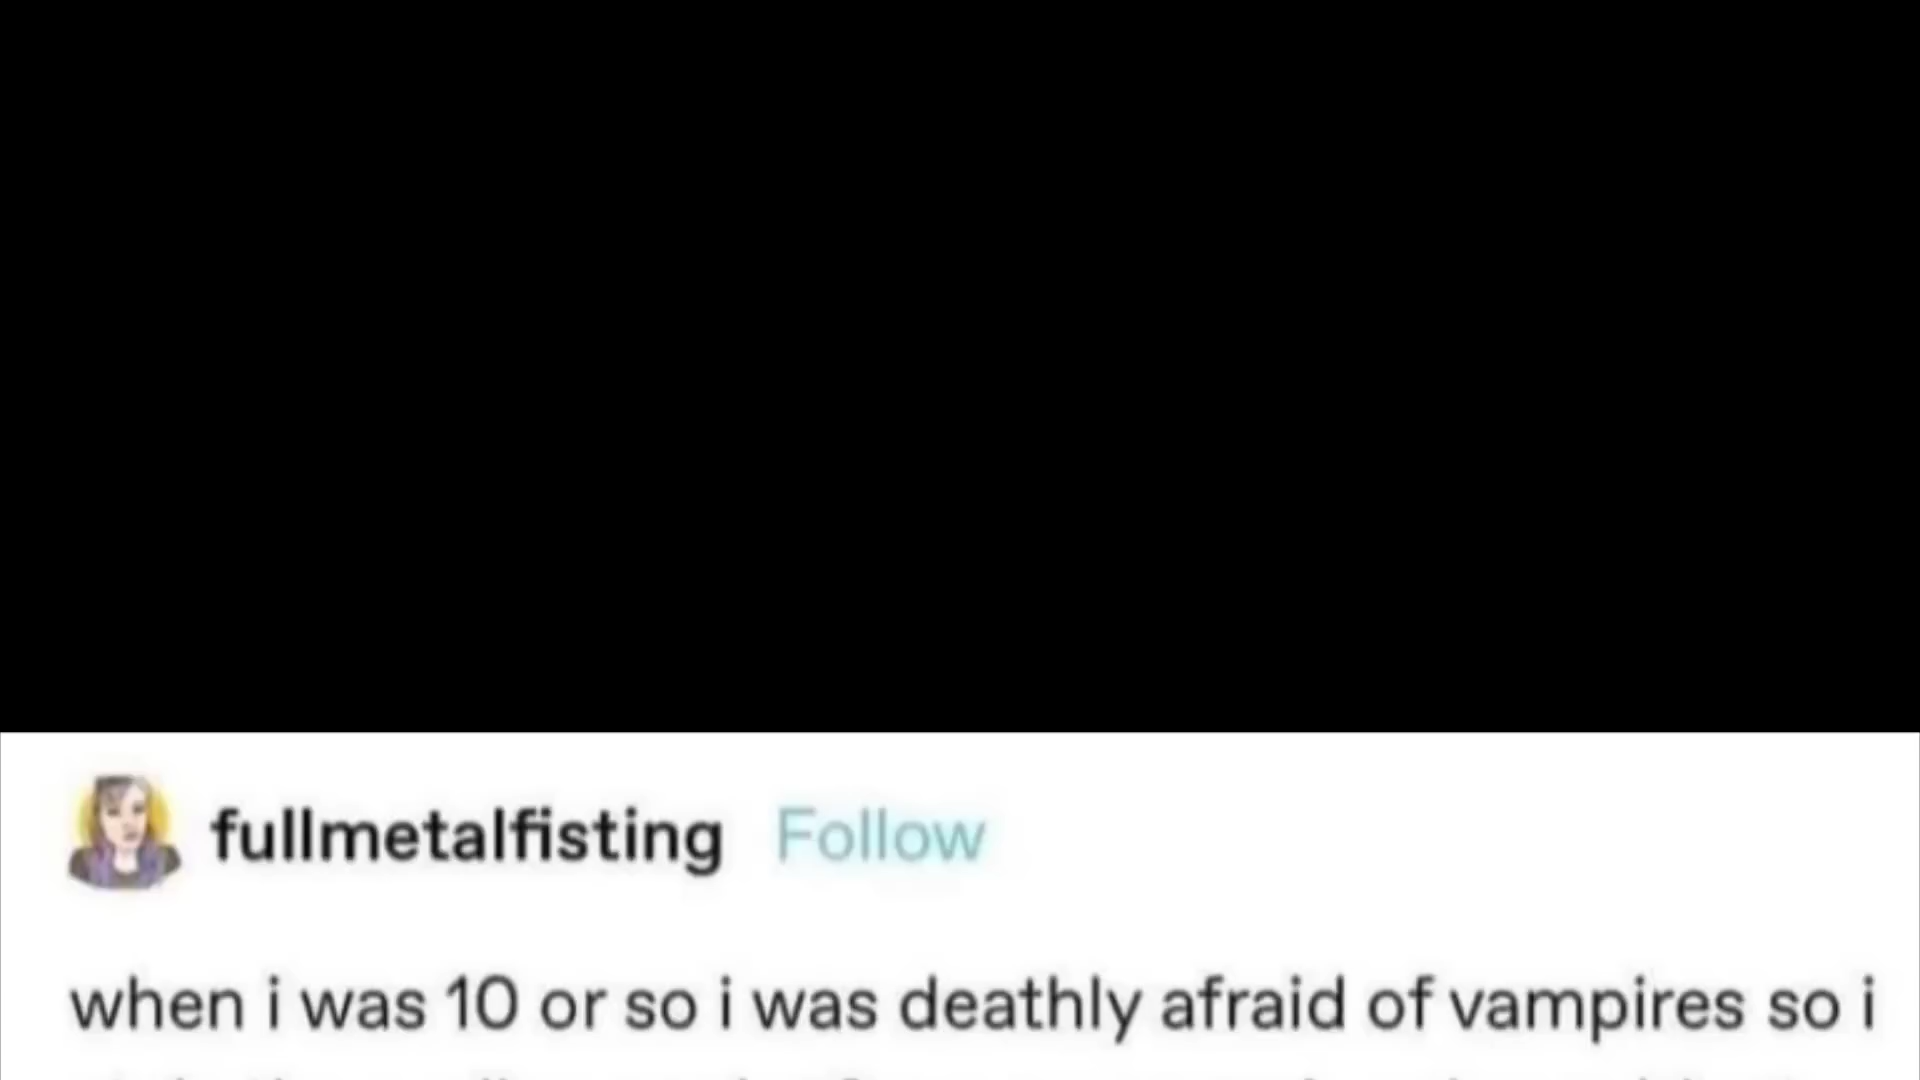 fullmetalfisting Follow
when i was 10 or so i was deathly afraid of vampires so i